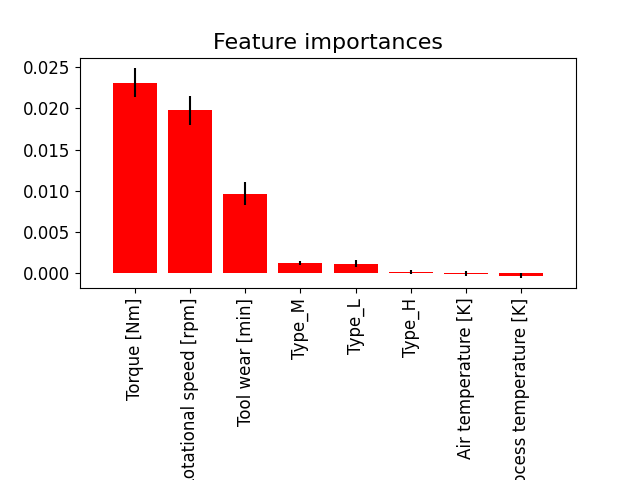 Feature importances
0.025
0.020
0.015
0.010
0.005
0.000
Torque [Nm]
otational speed [rpm]
Tool wear [min]
Type_M
Type_L
Type_H
Air temperature [K]
ocess temperature [K]